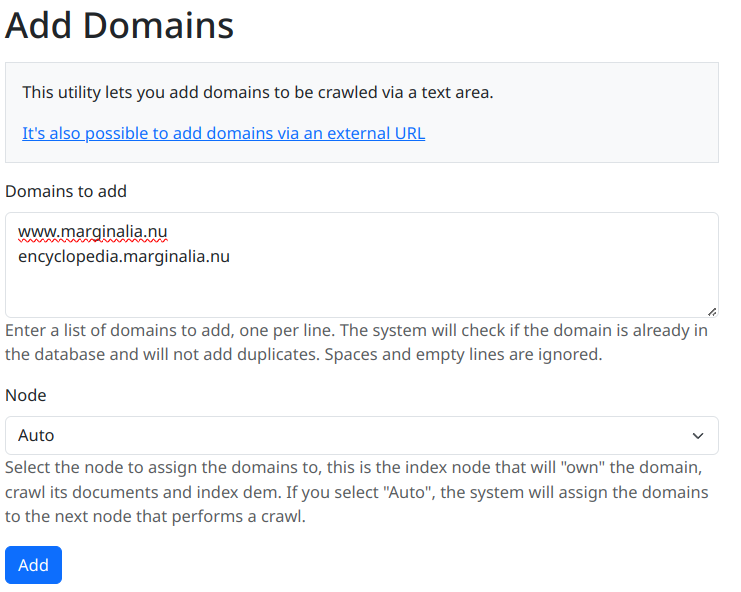 Add Domains
This utility lets you add domains to be crawled via a text area.
It's also possible to add domains via an external URL
Domains to add
www.marginalia.nu
encyclopedia.marginalia.nu
Enter a list of domains to add, one per line. The system will check if the domain is already in
the database and will not add duplicates. Spaces and empty lines are ignored.
Node
Auto
Select the node to assign the domains to, this is the index node that will "own" the domain,
crawl its documents and index dem. If you select "Auto", the system will assign the domains
to the next node that performs a crawl.
Add